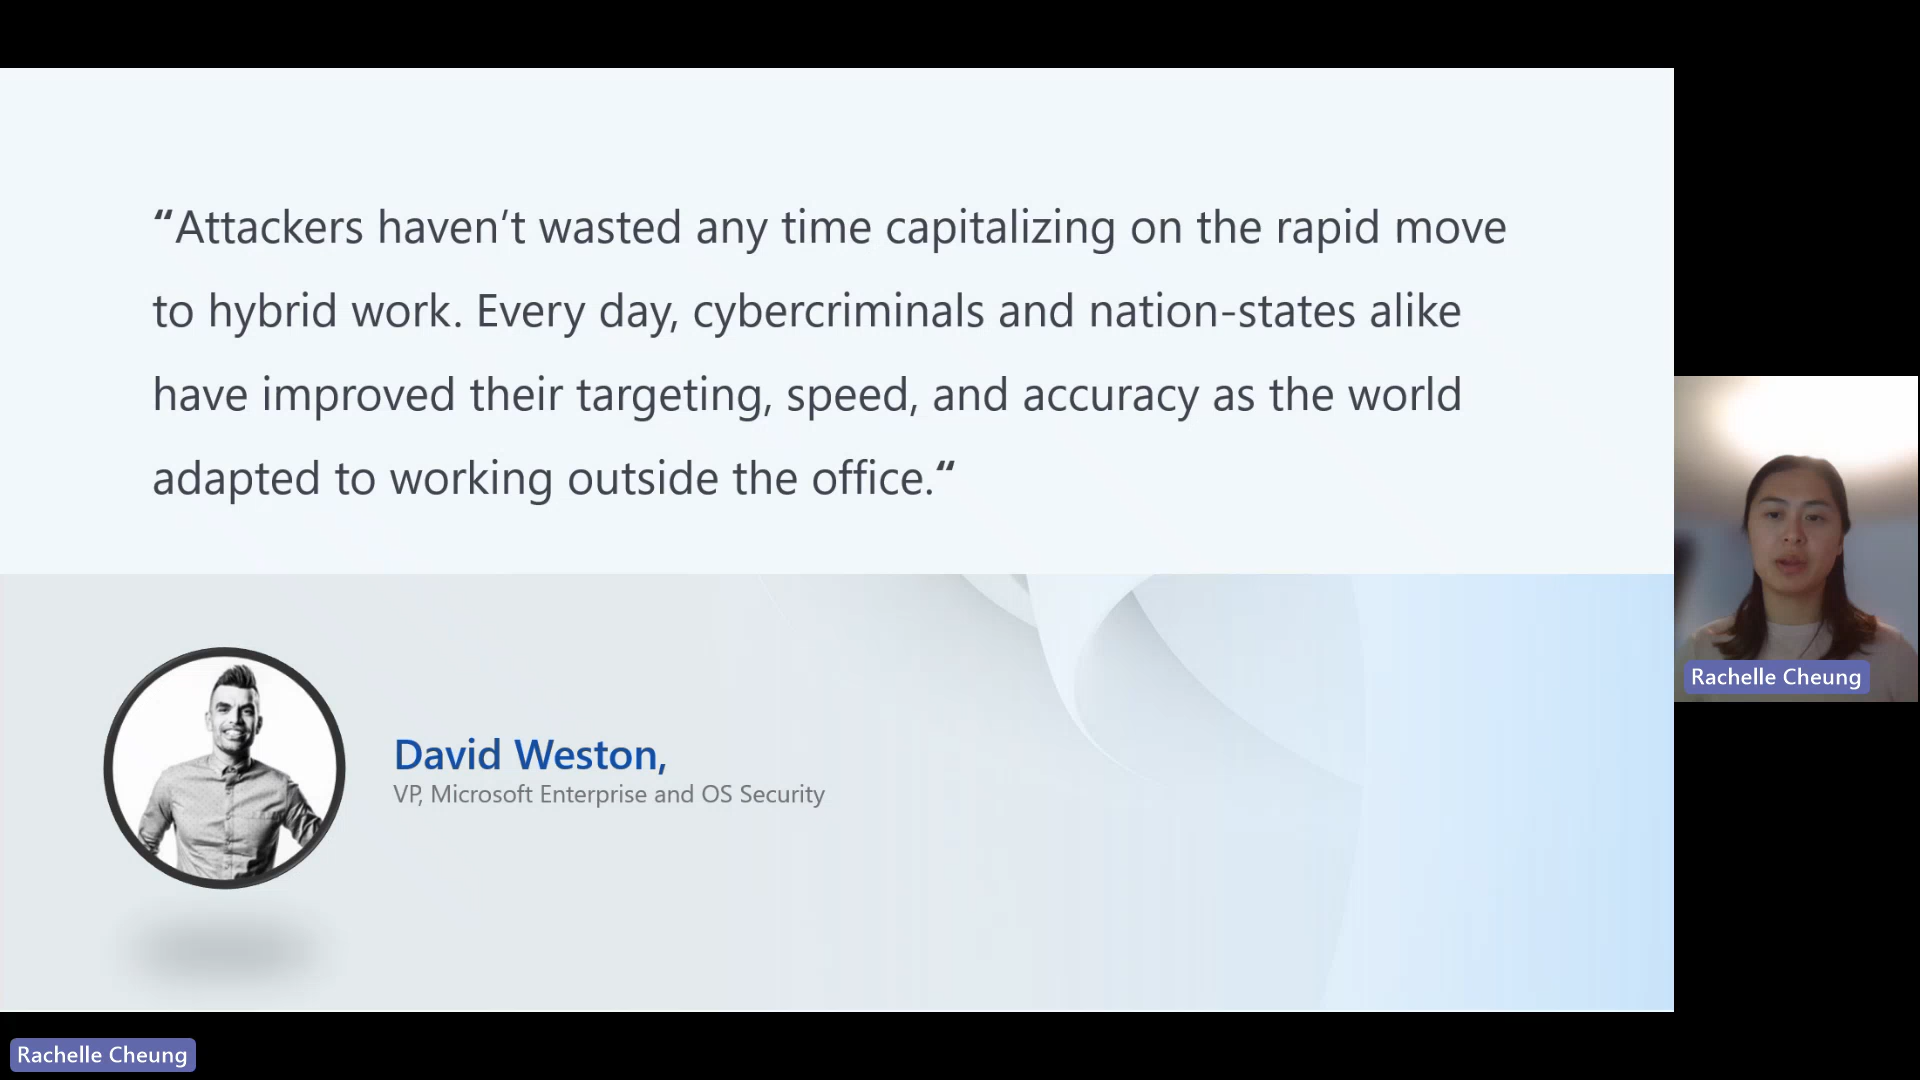 “Attackers haven’t wasted any time capitalizing on the rapid move
to hybrid work. Every day, cybercriminals and nation-states alike
have improved their targeting, speed, and accuracy as the world
adapted to working outside the office.“
David Weston,
VP, Microsoft Enterprise and OS Security
Rachelle Cheung
Rachelle Cheung